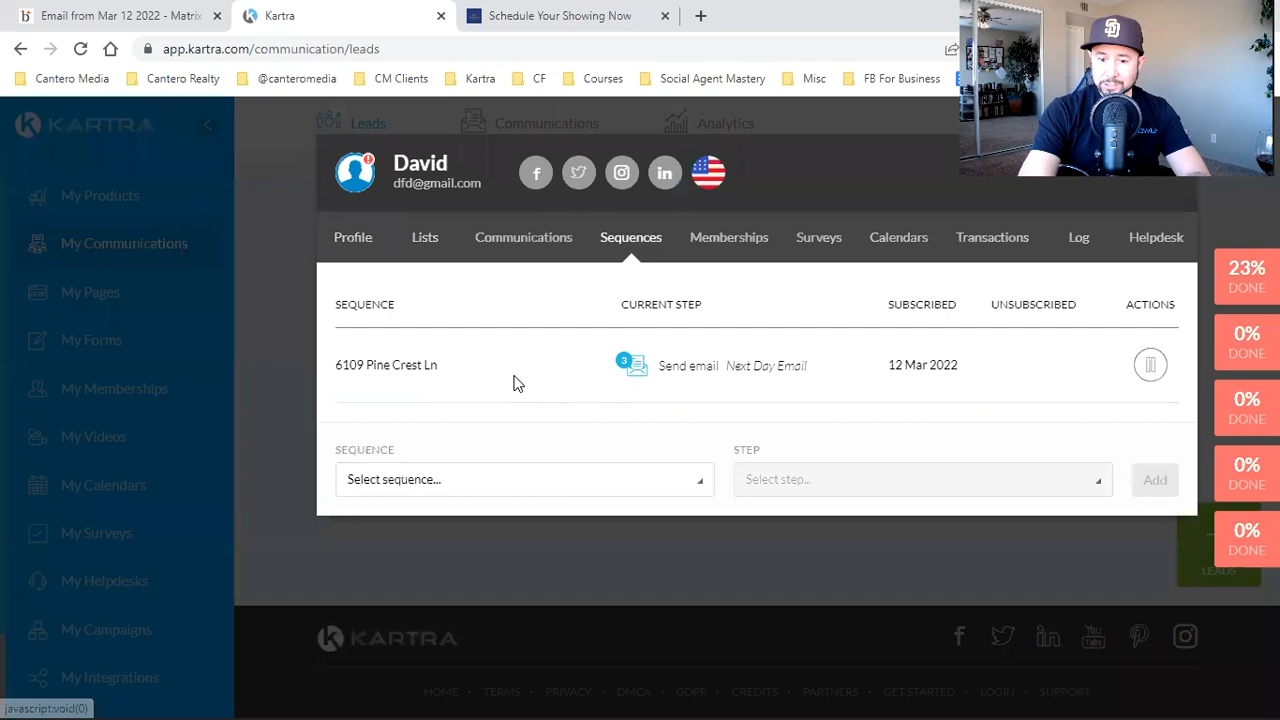 Email from Mar 12 2022 - Matrix
Kartra
Schedule Your Showing Now
app.kartra.com/communication/leads
Cantero Media
Cantero Realty
@canteromedia
CM Clients
Kartra
CF
Courses
Social Agent Mastery
Misc
FB For Business
KARTRA
Leads
Communications
Analytics
David
dfd@gmail.com
Profile
Lists
Communications
Sequences
Memberships
Surveys
Calendars
Transactions
Log
Helpdesk
My Products
My Communications
My Pages
My Forms
My Memberships
My Videos
My Calendars
My Surveys
My Helpdesks
My Campaigns
My Integrations
SEQUENCE
CURRENT STEP
SUBSCRIBED
UNSUBSCRIBED
ACTIONS
6109 Pine Crest Ln
3
Send email Next Day Email
12 Mar 2022
SEQUENCE
STEP
Select sequence...
Select step...
Add
23%
DONE
0%
DONE
0%
DONE
0%
DONE
0%
DONE
LEADS
KARTRA
HOME · TERMS · PRIVACY · DMCA · GDPR · CREDITS · PARTNERS · GET STARTED · LOGIN · SUPPORT
javascript:void(0)